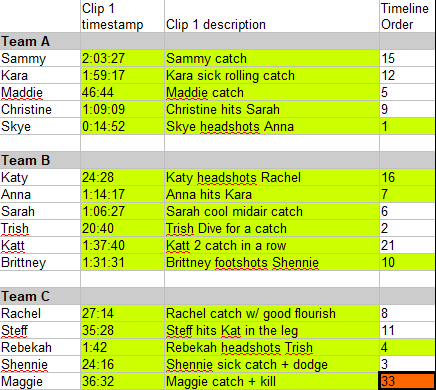 Clip 1 timestamp Clip 1 description Timeline Order
Team A
Sammy 2:03:27 Sammy catch 15
Kara 1:59:17 Kara sick rolling catch 12
Maddie 46:44 Maddie catch 5
Christine 1:09:09 Christine hits Sarah 9
Skye 0:14:52 Skye headshots Anna 1
Team B
Katy 24:28 Katy headshots Rachel 16
Anna 1:14:17 Anna hits Kara 7
Sarah 1:06:27 Sarah cool midair catch 6
Trish 20:40 Trish Dive for a catch 2
Katt 1:37:40 Katt 2 catch in a row 21
Brittney 1:31:31 Brittney footshots Shennie 10
Team C
Rachel 27:14 Rachel catch w/ good flourish 8
Steff 35:28 Steff hits Kat in the leg 11
Rebekah 1:42 Rebekah headshots Trish 4
Shennie 24:16 Shennie sick catch + dodge 3
Maggie 36:32 Maggie catch + kill 33